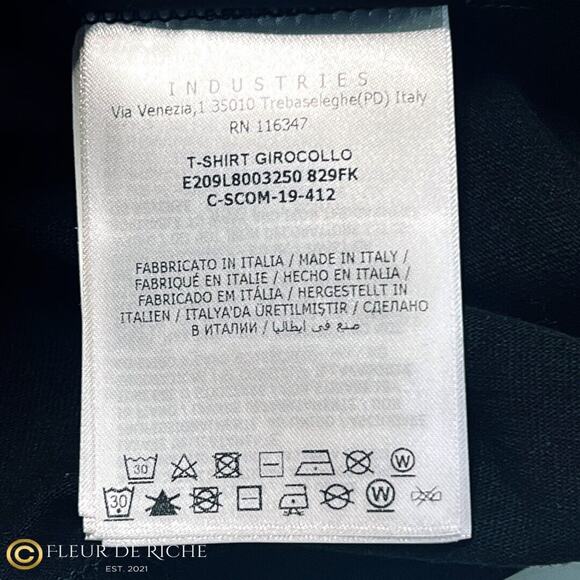 INDUSTRIES
Via Venezia,1 35010 Trebaseleghe(PD) Italy
RN 116347
T-SHIRT GIROCOLLO
E209L8003250 829FK
C-SCOM-19-412
FABBRICATO IN ITALIA / MADE IN ITALY /
FABRIQUÉ EN ITALIE / HECHO EN ITALIA /
FABRICADO EM ITÁLIA / HERGESTELLT IN
ITALIEN / ITALYA'DA ÜRETILMIŞTIR / СДЕЛАНО
В ИТАЛИИ / صنع في ايطاليا
30 W
30 W
© FLEUR DE RICHE
EST. 2021